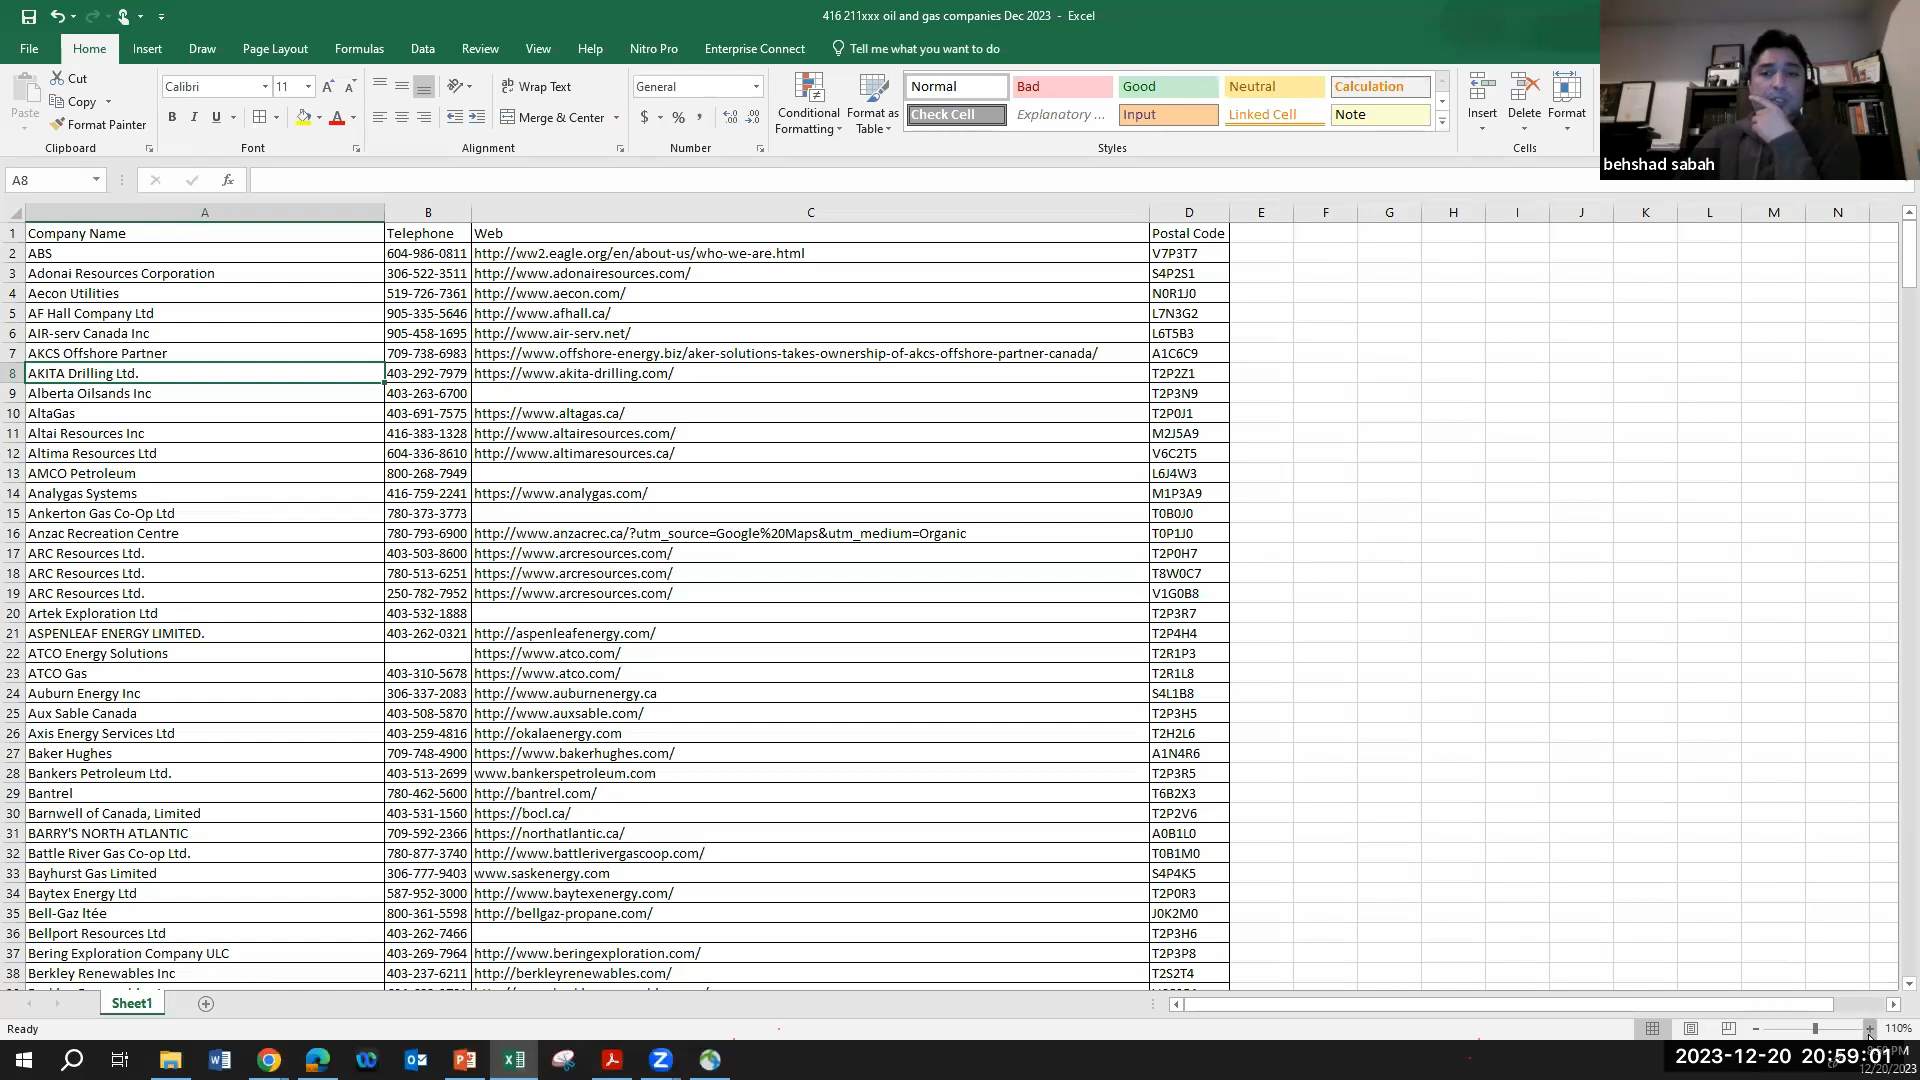 416 211xxx oil and gas companies Dec 2023 - Excel
File Home Insert Draw Page Layout Formulas Data Review View Help Nitro Pro Enterprise Connect Tell me what you want to do
Paste Cut Copy Format Painter Clipboard
Calibri 11 B I U Font
Wrap Text Merge & Center Alignment
General $ % Number
Conditional Formatting Format as Table
Normal Bad Good Neutral Calculation
Check Cell Explanatory ... Input Linked Cell Note
Styles
Insert Delete Format
Cells
behshad sabah
A8 fx
A B C D E F G H I J K L M N
1 Company Name Telephone Web Postal Code
2 ABS 604-986-0811 http://ww2.eagle.org/en/about-us/who-we-are.html V7P3T7
3 Adonai Resources Corporation 306-522-3511 http://www.adonairesources.com/ S4P2S1
4 Aecon Utilities 519-726-7361 http://www.aecon.com/ N0R1J0
5 AF Hall Company Ltd 905-335-5646 http://www.afhall.ca/ L7N3G2
6 AIR-serv Canada Inc 905-458-1695 http://www.air-serv.net/ L6T5B3
7 AKCS Offshore Partner 709-738-6983 https://www.offshore-energy.biz/aker-solutions-takes-ownership-of-akcs-offshore-partner-canada/ A1C6C9
8 AKITA Drilling Ltd. 403-292-7979 https://www.akita-drilling.com/ T2P2Z1
9 Alberta Oilsands Inc 403-263-6700 T2P3N9
10 AltaGas 403-691-7575 https://www.altagas.ca/ T2P0J1
11 Altai Resources Inc 416-383-1328 http://www.altairesources.com/ M2J5A9
12 Altima Resources Ltd 604-336-8610 http://www.altimaresources.ca/ V6C2T5
13 AMCO Petroleum 800-268-7949 L6J4W3
14 Analygas Systems 416-759-2241 https://www.analygas.com/ M1P3A9
15 Ankerton Gas Co-Op Ltd 780-373-3773 T0B0J0
16 Anzac Recreation Centre 780-793-6900 http://www.anzacrec.ca/?utm_source=Google%20Maps&utm_medium=Organic T0P1J0
17 ARC Resources Ltd. 403-503-8600 https://www.arcresources.com/ T2P0H7
18 ARC Resources Ltd. 780-513-6251 https://www.arcresources.com/ T8W0C7
19 ARC Resources Ltd. 250-782-7952 https://www.arcresources.com/ V1G0B8
20 Artek Exploration Ltd 403-532-1888 T2P3R7
21 ASPENLEAF ENERGY LIMITED. 403-262-0321 http://aspenleafenergy.com/ T2P4H4
22 ATCO Energy Solutions https://www.atco.com/ T2R1P3
23 ATCO Gas 403-310-5678 https://www.atco.com/ T2R1L8
24 Auburn Energy Inc 306-337-2083 http://www.auburnenergy.ca S4L1B8
25 Aux Sable Canada 403-508-5870 http://www.auxsable.com/ T2P3H5
26 Axis Energy Services Ltd 403-259-4816 http://okalaenergy.com T2H2L6
27 Baker Hughes 709-748-4900 https://www.bakerhughes.com/ A1N4R6
28 Bankers Petroleum Ltd. 403-513-2699 www.bankerspetroleum.com T2P3R5
29 Bantrel 780-462-5600 http://bantrel.com/ T6B2X3
30 Barnwell of Canada, Limited 403-531-1560 https://bocl.ca/ T2P2V6
31 BARRY'S NORTH ATLANTIC 709-592-2366 https://northatlantic.ca/ A0B1L0
32 Battle River Gas Co-op Ltd. 780-877-3740 http://www.battlerivergascoop.com/ T0B1M0
33 Bayhurst Gas Limited 306-777-9403 www.saskenergy.com S4P4K5
34 Baytex Energy Ltd 587-952-3000 http://www.baytexenergy.com/ T2P0R3
35 Bell-Gaz ltée 800-361-5598 http://bellgaz-propane.com/ J0K2M0
36 Bellport Resources Ltd 403-262-7466 T2P3H6
37 Bering Exploration Company ULC 403-269-7964 http://www.beringexploration.com/ T2P3P8
38 Berkley Renewables Inc 403-237-6211 http://berkleyrenewables.com/ T2S2T4
Sheet1
Ready 110%
2023-12-20 20:59:01
12/20/2023